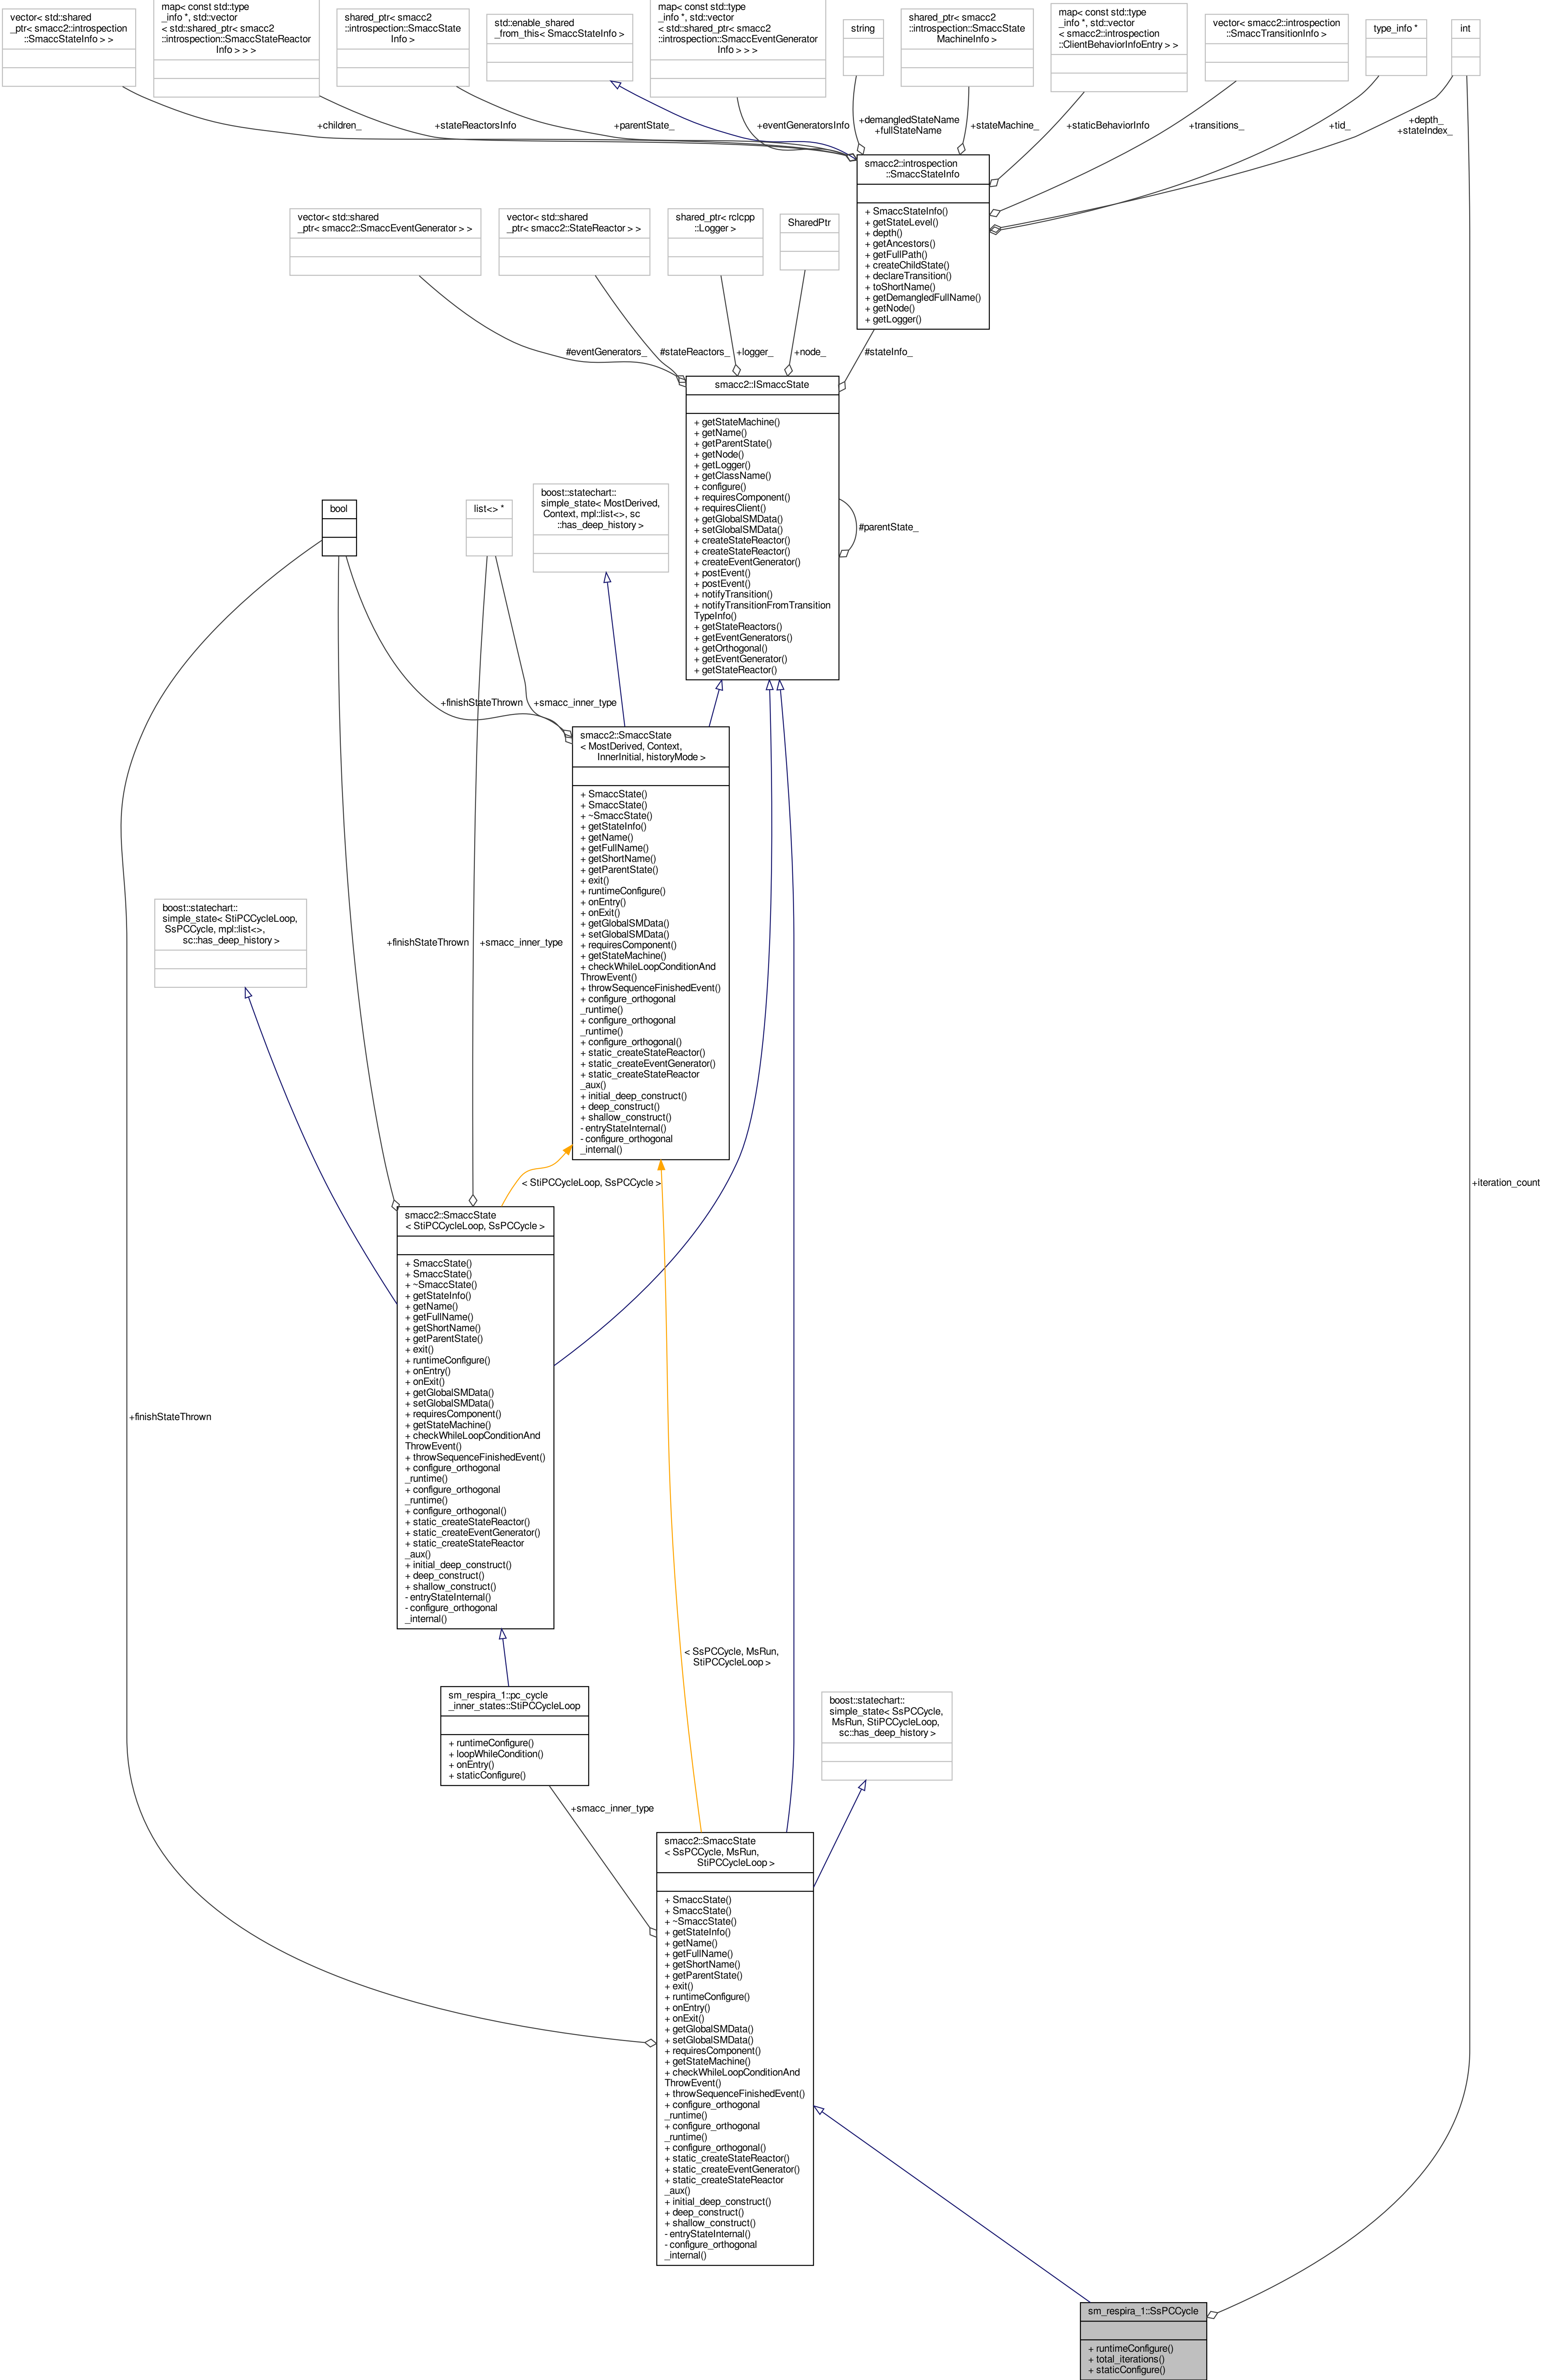 vector< std::shared
_ptr< smacc2::introspection
::SmaccStateInfo > >
map< const std::type
_info *, std::vector
< std::shared_ptr< smacc2
::introspection::SmaccStateReactor
Info > > >
shared_ptr< smacc2
::introspection::SmaccState
Info >
std::enable_shared
_from_this< SmaccStateInfo >
map< const std::type
_info *, std::vector
< std::shared_ptr< smacc2
::introspection::SmaccEventGenerator
Info > > >
string
shared_ptr< smacc2
::introspection::SmaccState
MachineInfo >
map< const std::type
_info *, std::vector
< smacc2::introspection
::ClientBehaviorInfoEntry > >
vector< smacc2::introspection
::SmaccTransitionInfo >
type_info *
int
+children_
+stateReactorsInfo
+parentState_
+eventGeneratorsInfo
+demangledStateName
+fullStateName
+stateMachine_
+staticBehaviorInfo
+transitions_
+tid_
+depth_
+stateIndex_
smacc2::introspection
::SmaccStateInfo
+ SmaccStateInfo()
+ getStateLevel()
+ depth()
+ getAncestors()
+ getFullPath()
+ createChildState()
+ declareTransition()
+ toShortName()
+ getDemangledFullName()
+ getNode()
+ getLogger()
vector< std::shared
_ptr< smacc2::SmaccEventGenerator > >
vector< std::shared
_ptr< smacc2::StateReactor > >
shared_ptr< rclcpp
::Logger >
SharedPtr
#eventGenerators_
#stateReactors_
+logger_
+node_
#stateInfo_
smacc2::ISmaccState
+ getStateMachine()
+ getName()
+ getParentState()
+ getNode()
+ getLogger()
+ getClassName()
+ configure()
+ requiresComponent()
+ requiresClient()
+ getGlobalSMData()
+ setGlobalSMData()
+ createStateReactor()
+ createStateReactor()
+ createEventGenerator()
+ postEvent()
+ postEvent()
+ notifyTransition()
+ notifyTransitionFromTransition
TypeInfo()
+ getStateReactors()
+ getEventGenerators()
+ getOrthogonal()
+ getEventGenerator()
+ getStateReactor()
#parentState_
bool
list<> *
boost::statechart::
simple_state< MostDerived,
Context, mpl::list<>, sc
::has_deep_history >
+finishStateThrown
+smacc_inner_type
smacc2::SmaccState
< MostDerived, Context,
InnerInitial, historyMode >
+ SmaccState()
+ SmaccState()
+ ~SmaccState()
+ getStateInfo()
+ getName()
+ getFullName()
+ getShortName()
+ getParentState()
+ exit()
+ runtimeConfigure()
+ onEntry()
+ onExit()
+ getGlobalSMData()
+ setGlobalSMData()
+ requiresComponent()
+ getStateMachine()
+ checkWhileLoopConditionAnd
ThrowEvent()
+ throwSequenceFinishedEvent()
+ configure_orthogonal
_runtime()
+ configure_orthogonal
_runtime()
+ configure_orthogonal()
+ static_createStateReactor()
+ static_createEventGenerator()
+ static_createStateReactor
_aux()
+ initial_deep_construct()
+ deep_construct()
+ shallow_construct()
- entryStateInternal()
- configure_orthogonal
_internal()
boost::statechart::
simple_state< StiPCCycleLoop,
SsPCCycle, mpl::list<>,
sc::has_deep_history >
+finishStateThrown
+smacc_inner_type
< StiPCCycleLoop, SsPCCycle >
+iteration_count
smacc2::SmaccState
< StiPCCycleLoop, SsPCCycle >
+ SmaccState()
+ SmaccState()
+ ~SmaccState()
+ getStateInfo()
+ getName()
+ getFullName()
+ getShortName()
+ getParentState()
+ exit()
+ runtimeConfigure()
+ onEntry()
+ onExit()
+ getGlobalSMData()
+ setGlobalSMData()
+ requiresComponent()
+ getStateMachine()
+ checkWhileLoopConditionAnd
ThrowEvent()
+ throwSequenceFinishedEvent()
+ configure_orthogonal
_runtime()
+ configure_orthogonal
_runtime()
+ configure_orthogonal()
+ static_createStateReactor()
+ static_createEventGenerator()
+ static_createStateReactor
_aux()
+ initial_deep_construct()
+ deep_construct()
+ shallow_construct()
- entryStateInternal()
- configure_orthogonal
_internal()
+finishStateThrown
< SsPCCycle, MsRun,
StiPCCycleLoop >
sm_respira_1::pc_cycle
_inner_states::StiPCCycleLoop
+ runtimeConfigure()
+ loopWhileCondition()
+ onEntry()
+ staticConfigure()
boost::statechart::
simple_state< SsPCCycle,
MsRun, StiPCCycleLoop,
sc::has_deep_history >
+smacc_inner_type
smacc2::SmaccState
< SsPCCycle, MsRun,
StiPCCycleLoop >
+ SmaccState()
+ SmaccState()
+ ~SmaccState()
+ getStateInfo()
+ getName()
+ getFullName()
+ getShortName()
+ getParentState()
+ exit()
+ runtimeConfigure()
+ onEntry()
+ onExit()
+ getGlobalSMData()
+ setGlobalSMData()
+ requiresComponent()
+ getStateMachine()
+ checkWhileLoopConditionAnd
ThrowEvent()
+ throwSequenceFinishedEvent()
+ configure_orthogonal
_runtime()
+ configure_orthogonal
_runtime()
+ configure_orthogonal()
+ static_createStateReactor()
+ static_createEventGenerator()
+ static_createStateReactor
_aux()
+ initial_deep_construct()
+ deep_construct()
+ shallow_construct()
- entryStateInternal()
- configure_orthogonal
_internal()
sm_respira_1::SsPCCycle
+ runtimeConfigure()
+ total_iterations()
+ staticConfigure()